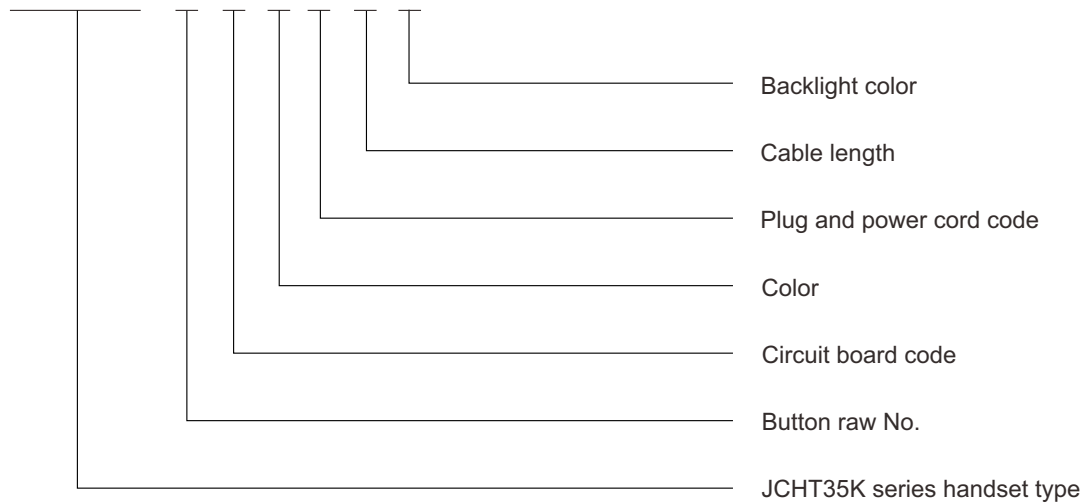 Backlight color
Cable length
Plug and power cord code
Color
Circuit board code
Button raw No.
JCHT35K series handset type